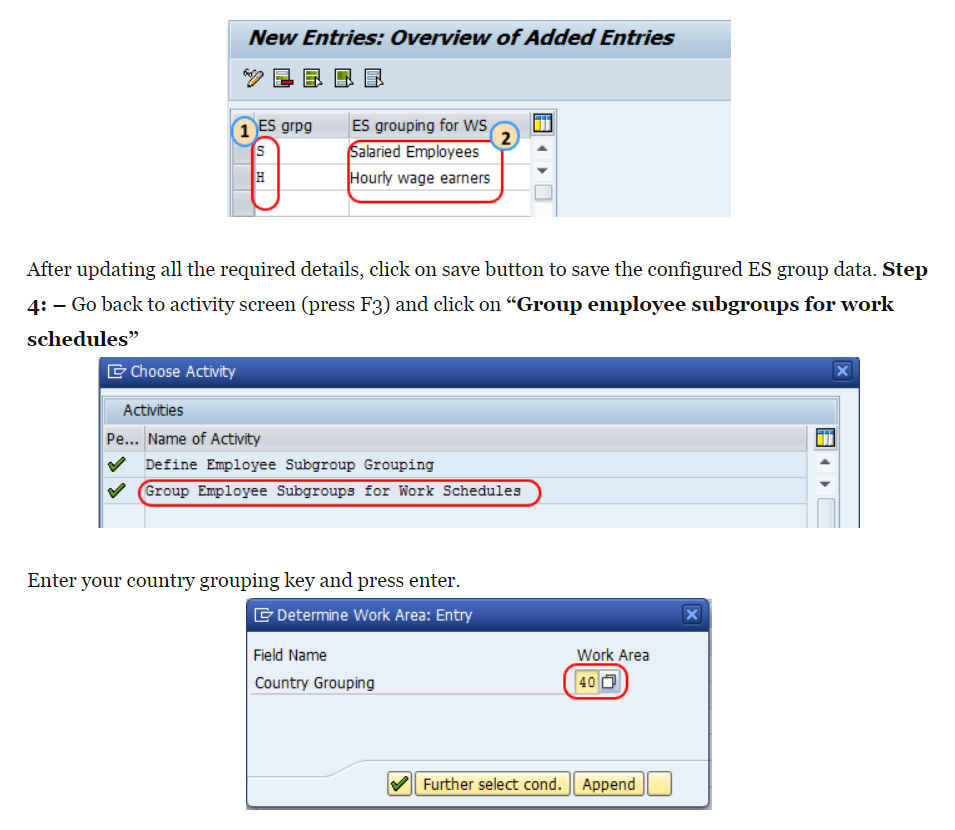 New Entries: Overview of Added Entries
1 ES grpg ES grouping for WS 2
S Salaried Employees
H Hourly wage earners
After updating all the required details, click on save button to save the configured ES group data. Step
4: – Go back to activity screen (press F3) and click on “Group employee subgroups for work
schedules”
Choose Activity
Activities
Pe... Name of Activity
Define Employee Subgroup Grouping
Group Employee Subgroups for Work Schedules
Enter your country grouping key and press enter.
Determine Work Area: Entry
Field Name Work Area
Country Grouping 40
Further select cond. Append